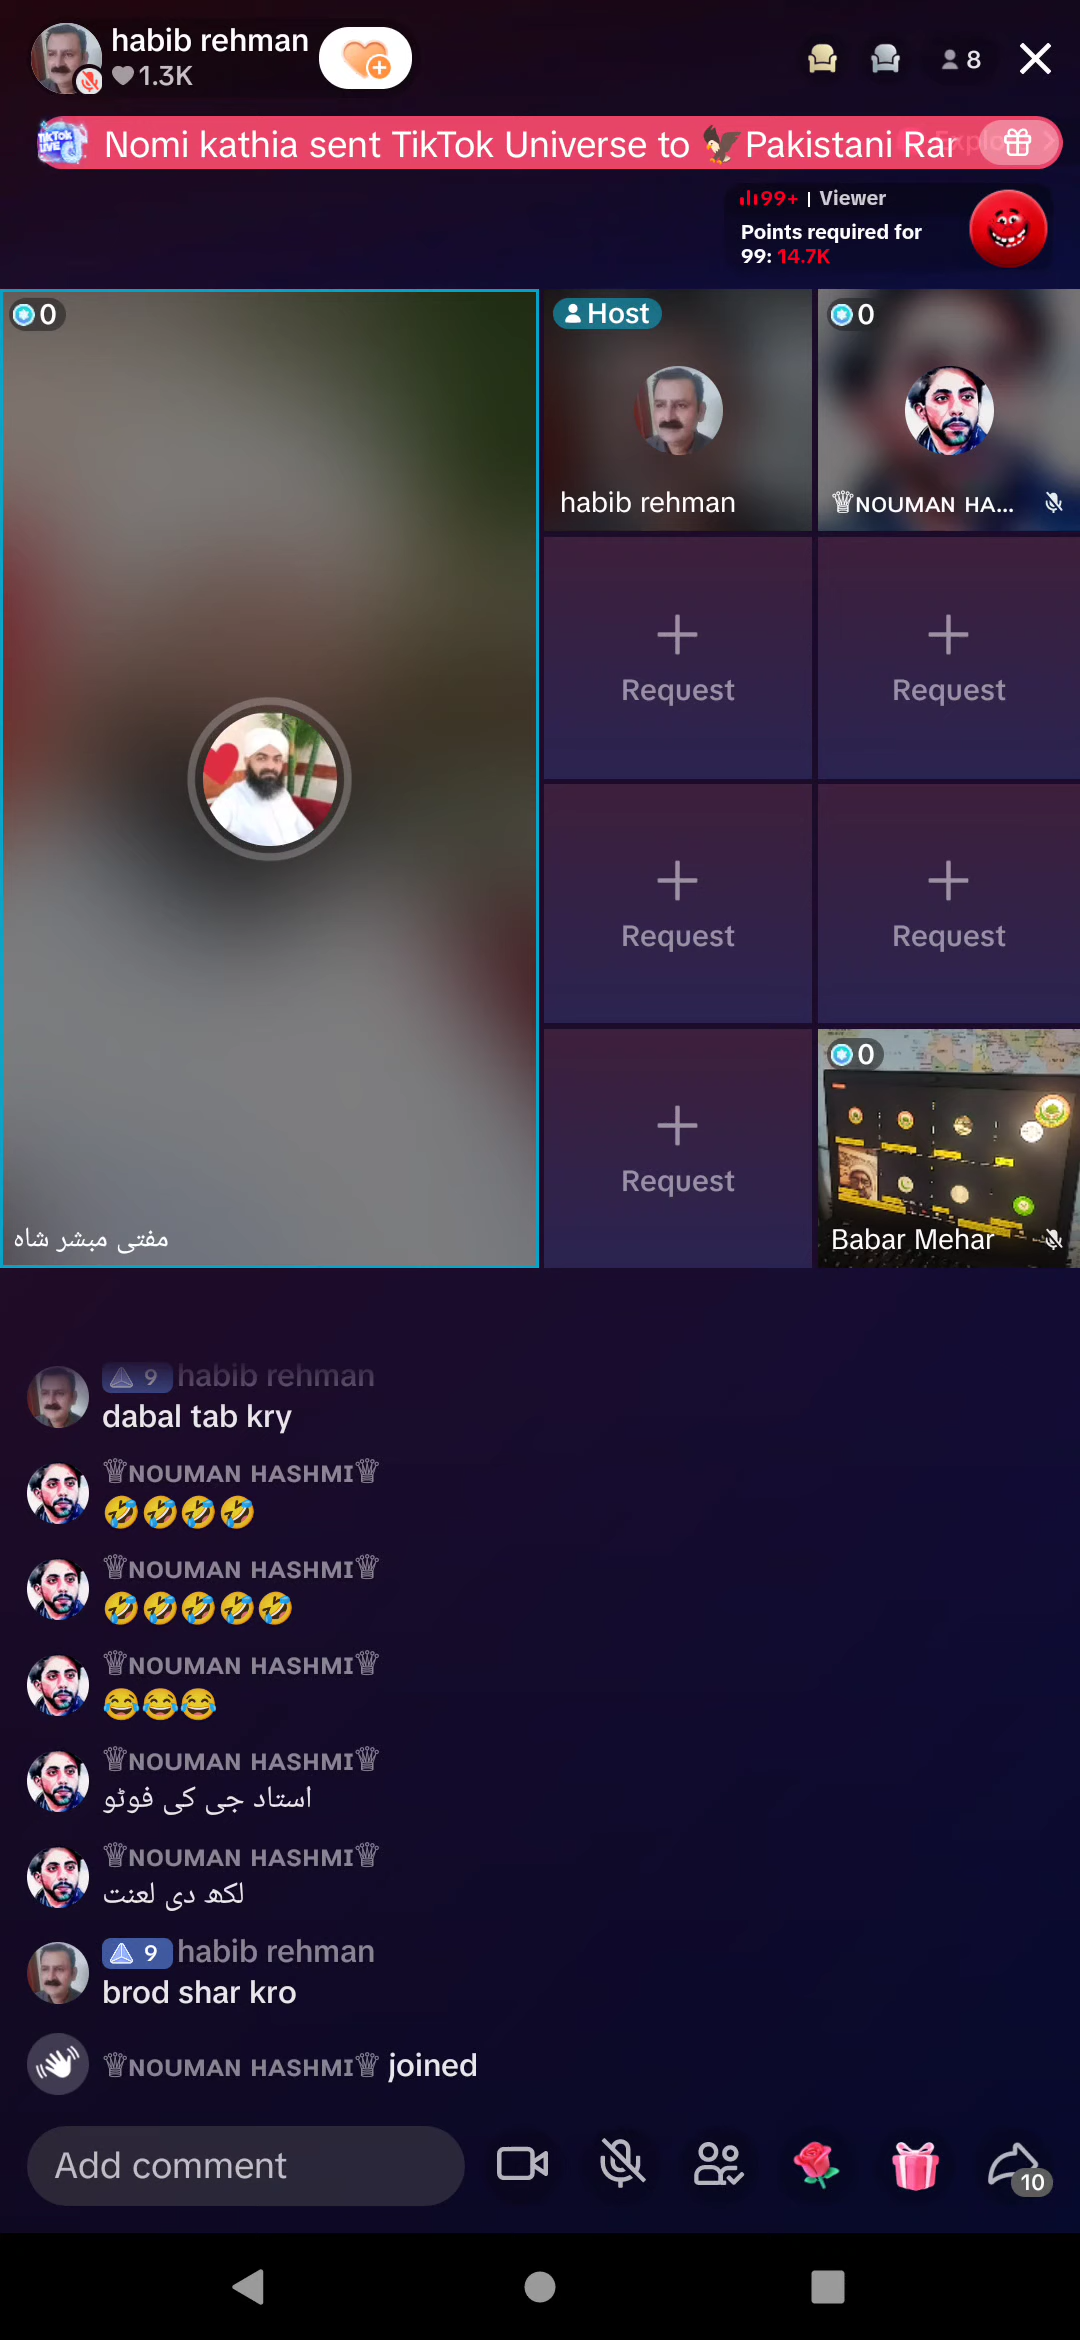 habib rehman
1.3K
8
Nomi kathia sent TikTok Universe to 🦅Pakistani Rar
99+ | Viewer
Points required for
99: 14.7K
0
Host
0
habib rehman
♕NOUMAN HA...
Request
Request
Request
Request
0
Request
مفتی مبشر شاہ
Babar Mehar
9 habib rehman
dabal tab kry
♕NOUMAN HASHMI♕
🤣🤣🤣🤣
♕NOUMAN HASHMI♕
🤣🤣🤣🤣🤣
♕NOUMAN HASHMI♕
😂😂😂
♕NOUMAN HASHMI♕
استاد جی کی فوٹو
♕NOUMAN HASHMI♕
لکھ دی لعنت
9 habib rehman
brod shar kro
♕NOUMAN HASHMI♕ joined
Add comment
10